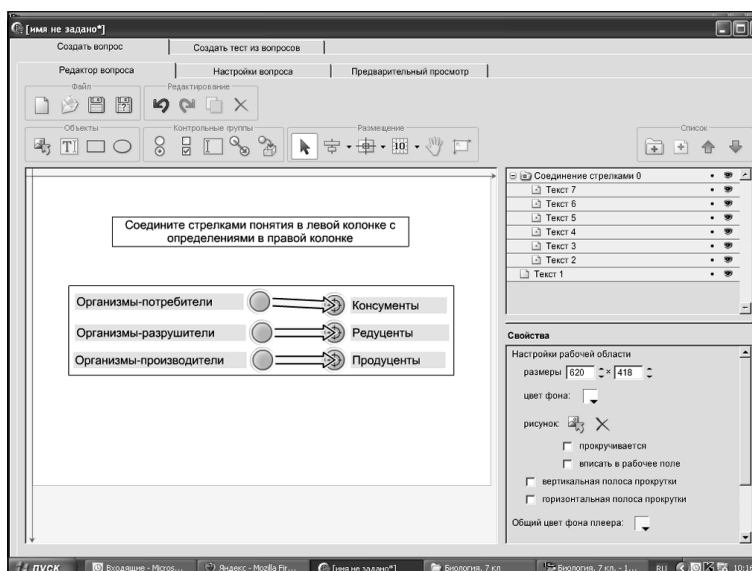 [имя не задано*]
Создать вопрос
Создать тест из вопросов
Редактор вопроса
Настройки вопроса
Предварительный просмотр
Файл
Редактирование
Объекты
Контрольные группы
Размещение
Список
Соединение стрелками 0
Текст 7
Текст 6
Текст 5
Текст 4
Текст 3
Текст 2
Текст 1
Соедините стрелками понятия в левой колонке с
определениями в правой колонке
Организмы-потребители
Консументы
Организмы-разрушители
Редуценты
Организмы-производители
Продуценты
Свойства
Настройки рабочей области
размеры 620 × 418
цвет фона:
рисунок:
прокручивается
вписать в рабочее поле
вертикальная полоса прокрутки
горизонтальная полоса прокрутки
Общий цвет фона плеера:
пуск
Входящие - Micros...
Яндекс - Mozilla Fir...
[имя не задано*]
Биология, 7 кл
Биология, 7 кл. - 1...
RU